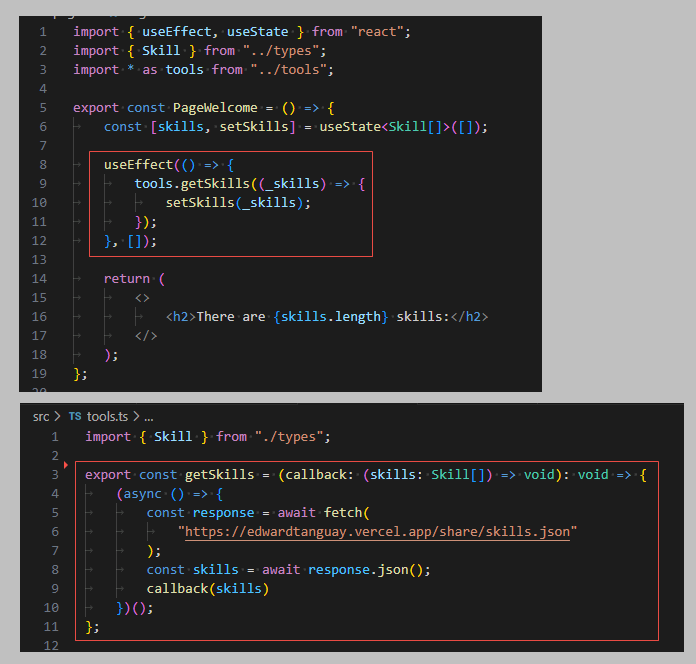 1 import { useEffect, useState } from "react";
2 import { Skill } from "../types";
3 import * as tools from "../tools";
4
5 export const PageWelcome = () => {
6     const [skills, setSkills] = useState<Skill[]>([]);
7
8     useEffect(() => {
9         tools.getSkills((_skills) => {
10             setSkills(_skills);
11         });
12     }, []);
13
14     return (
15         <>
16             <h2>There are {skills.length} skills:</h2>
17         </>
18     );
19 };
src > TS tools.ts > ...
1 import { Skill } from "./types";
2
3 export const getSkills = (callback: (skills: Skill[]) => void): void => {
4     (async () => {
5         const response = await fetch(
6             "https://edwardtanguay.vercel.app/share/skills.json"
7         );
8         const skills = await response.json();
9         callback(skills)
10     })();
11 };
12